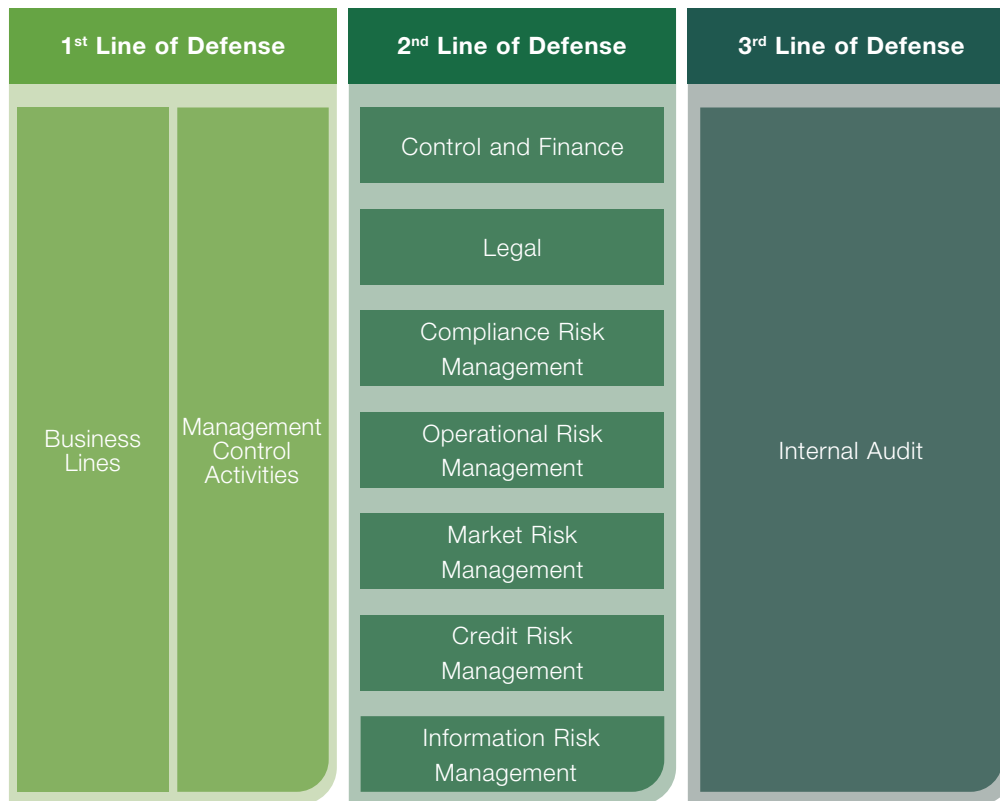 1st Line of Defense
Business
Lines
Management
Control
Activities
2nd Line of Defense
Control and Finance
Legal
Compliance Risk
Management
Operational Risk
Management
Market Risk
Management
Credit Risk
Management
Information Risk
Management
3rd Line of Defense
Internal Audit